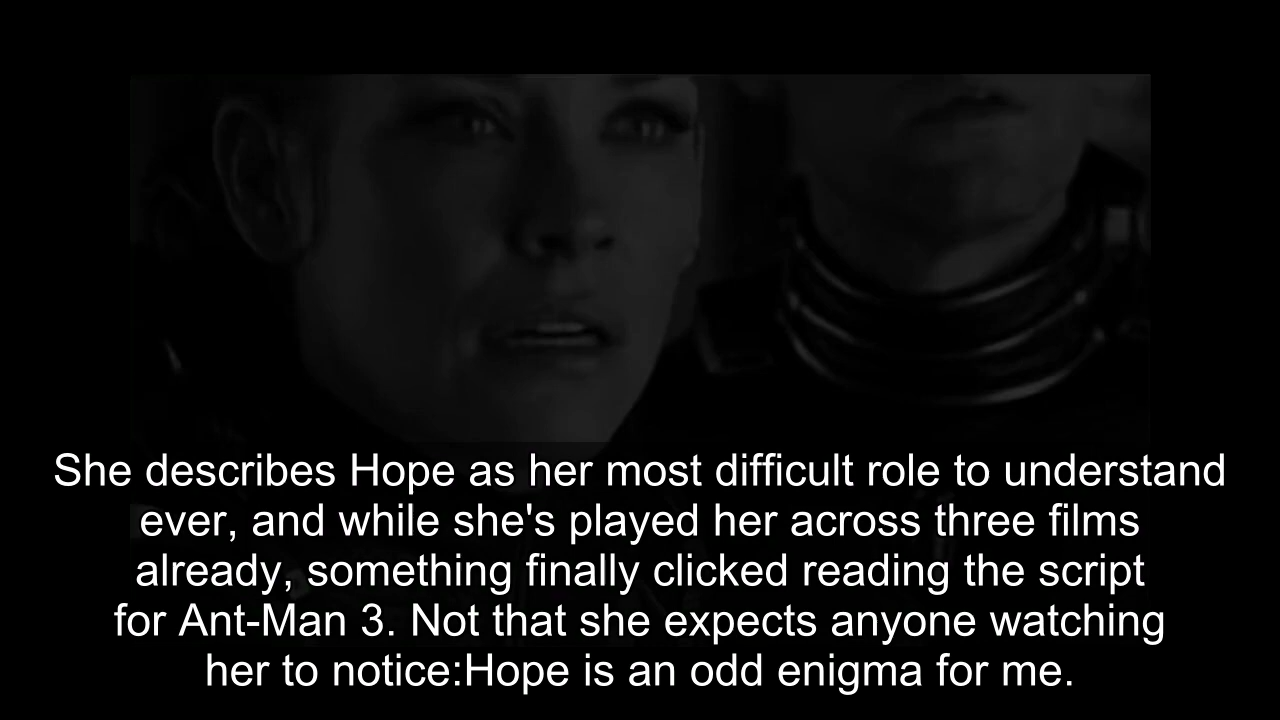 She describes Hope as her most difficult role to understand
ever, and while she's played her across three films
already, something finally clicked reading the script
for Ant-Man 3. Not that she expects anyone watching
her to notice:Hope is an odd enigma for me.